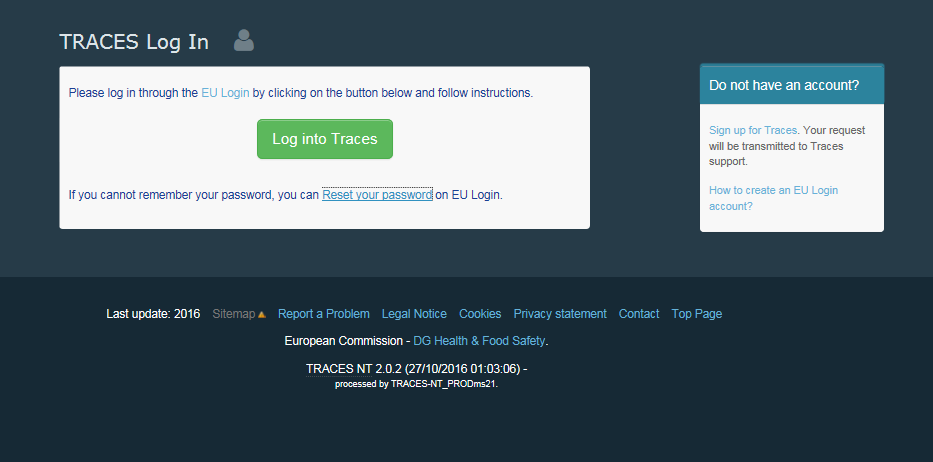 TRACES Log In
Please log in through the EU Login by clicking on the button below and follow instructions.
Log into Traces
If you cannot remember your password, you can Reset your password on EU Login.
Do not have an account?
Sign up for Traces. Your request
will be transmitted to Traces
support.
How to create an EU Login
account?
Last update: 2016 Sitemap Report a Problem Legal Notice Cookies Privacy statement Contact Top Page
European Commission - DG Health & Food Safety.
TRACES NT 2.0.2 (27/10/2016 01:03:06) -
processed by TRACES-NT_PRODms21.